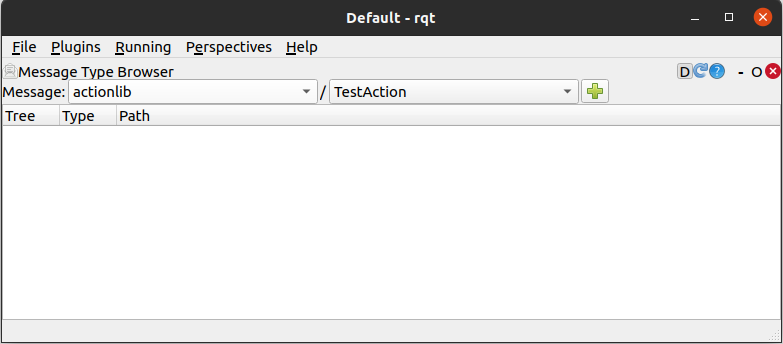 Default - rqt
File Plugins Running Perspectives Help
Message Type Browser D ? - O
Message: actionlib / TestAction
Tree Type Path